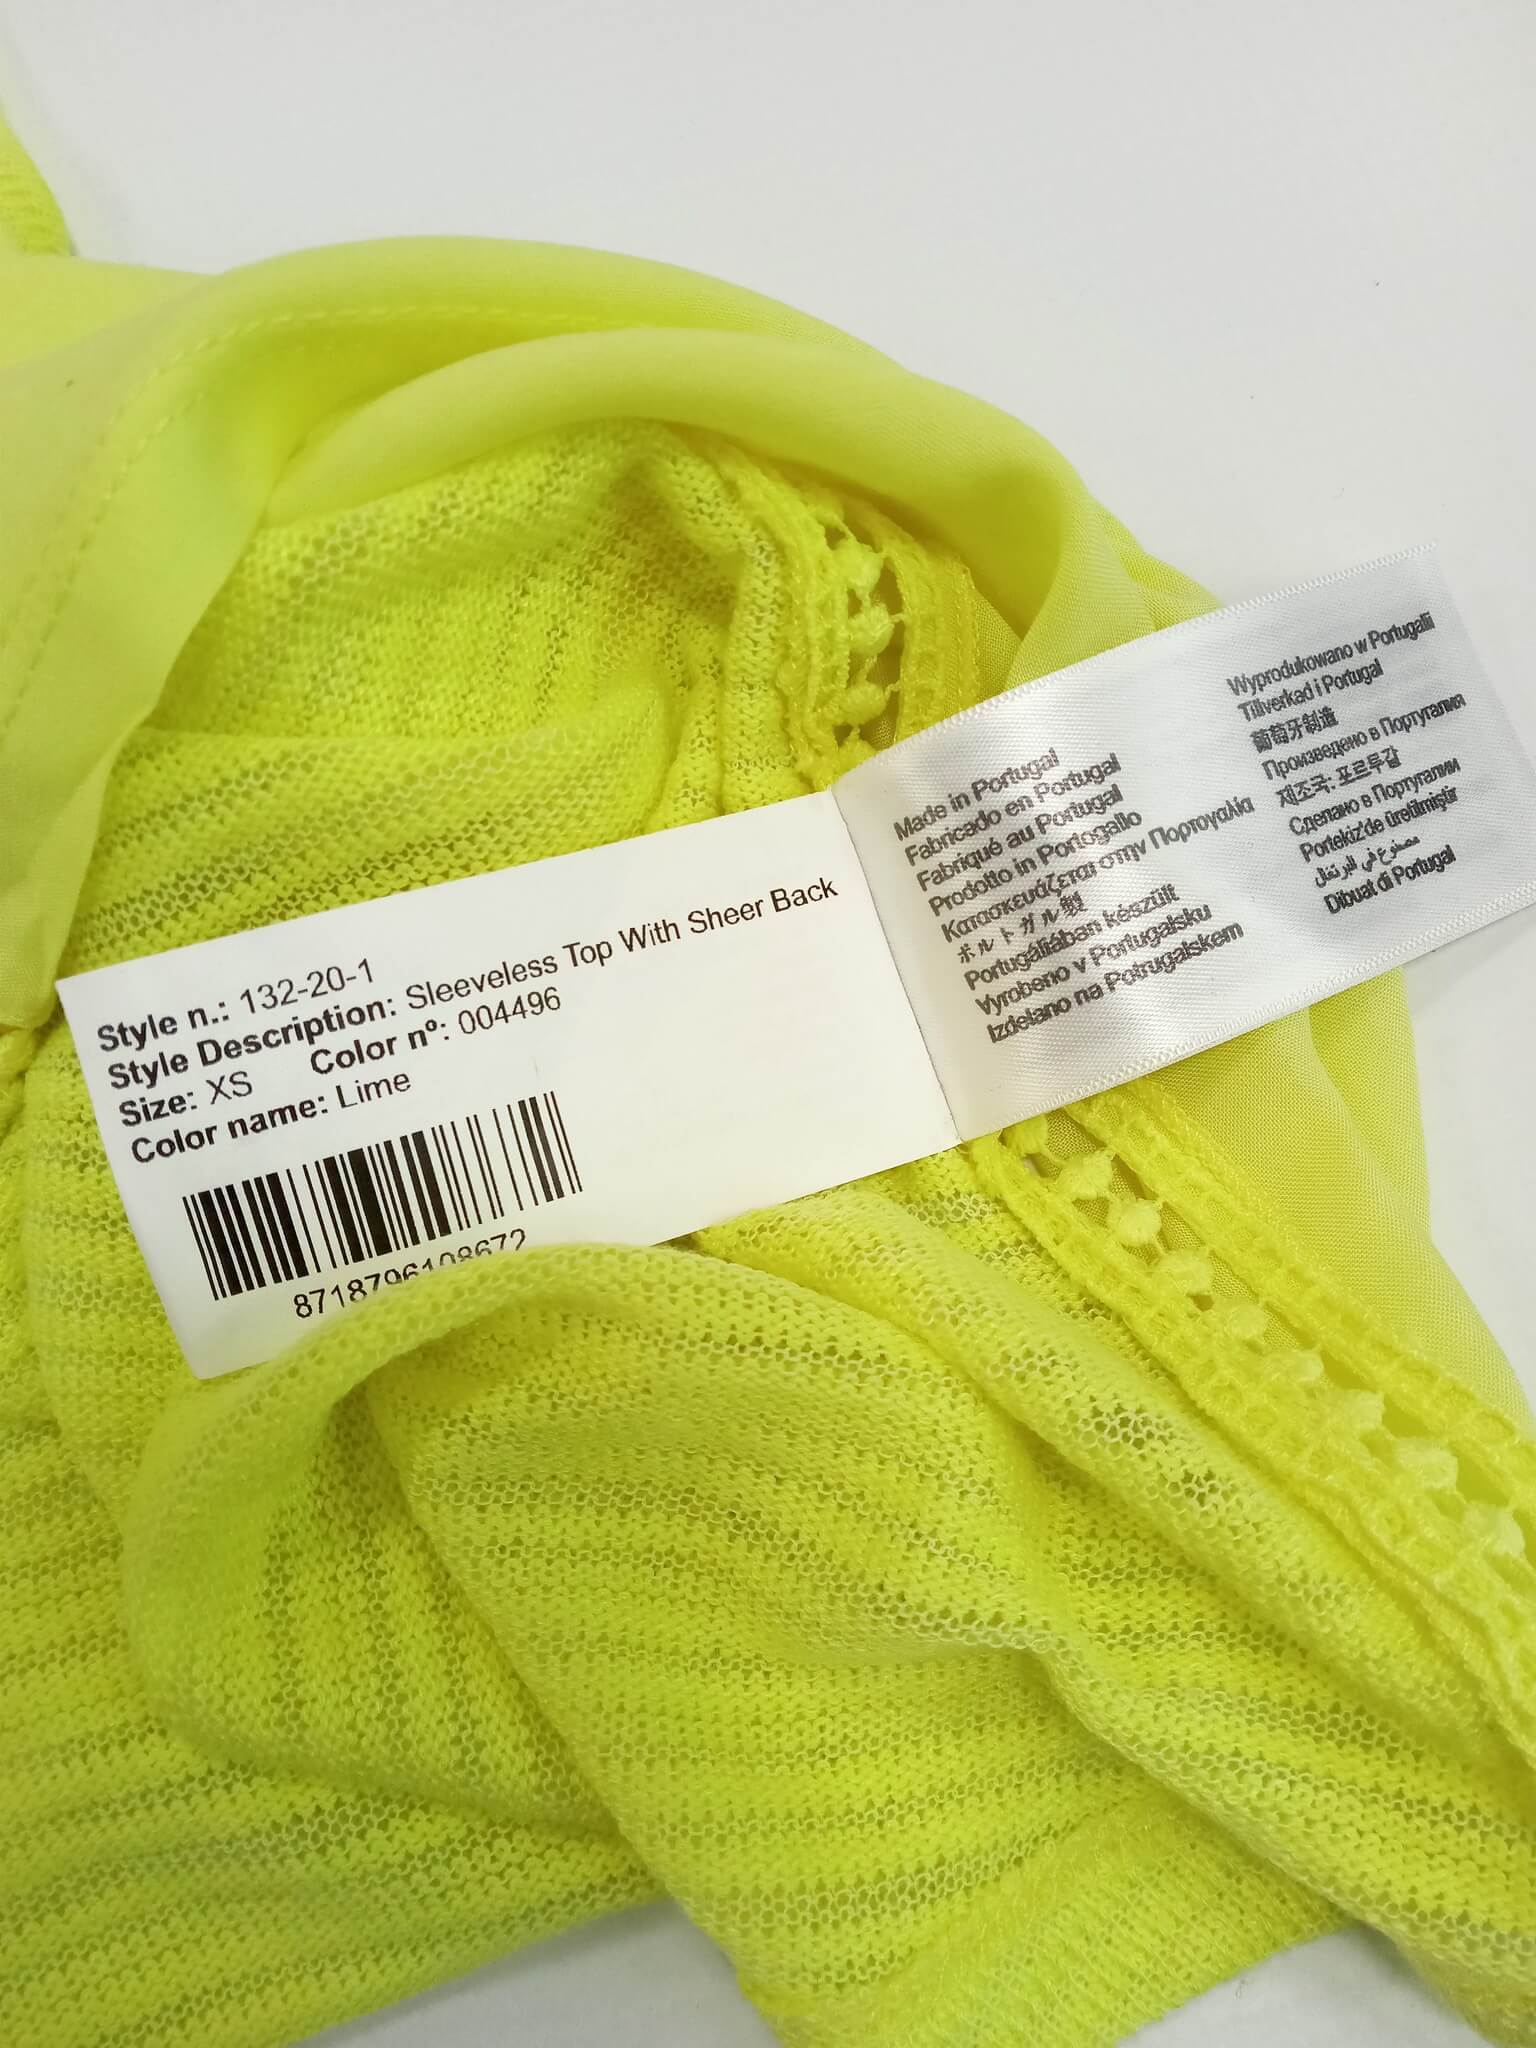 Style n.: 132-20-1
Style Description: Sleeveless Top With Sheer Back
Size: XS Color nº: 004496
Color name: Lime
8718796108672
Made in Portugal
Fabricado en Portugal
Fabriqué au Portugal
Prodotto in Portogallo
Κατασκευάζεται στην Πορτογαλία
ポルトガル製
Portugáliában készült
Vyrobeno v Portugalsku
Izdelano na Potrugalskem
Wyprodukowano w Portugalii
Tillverkad i Portugal
葡萄牙制造
Произведено в Португалия
제조국: 포르투갈
Сделано в Португалии
Portekiz'de üretilmiştir
مصنوع في البرتغال
Dibuat di Portugal